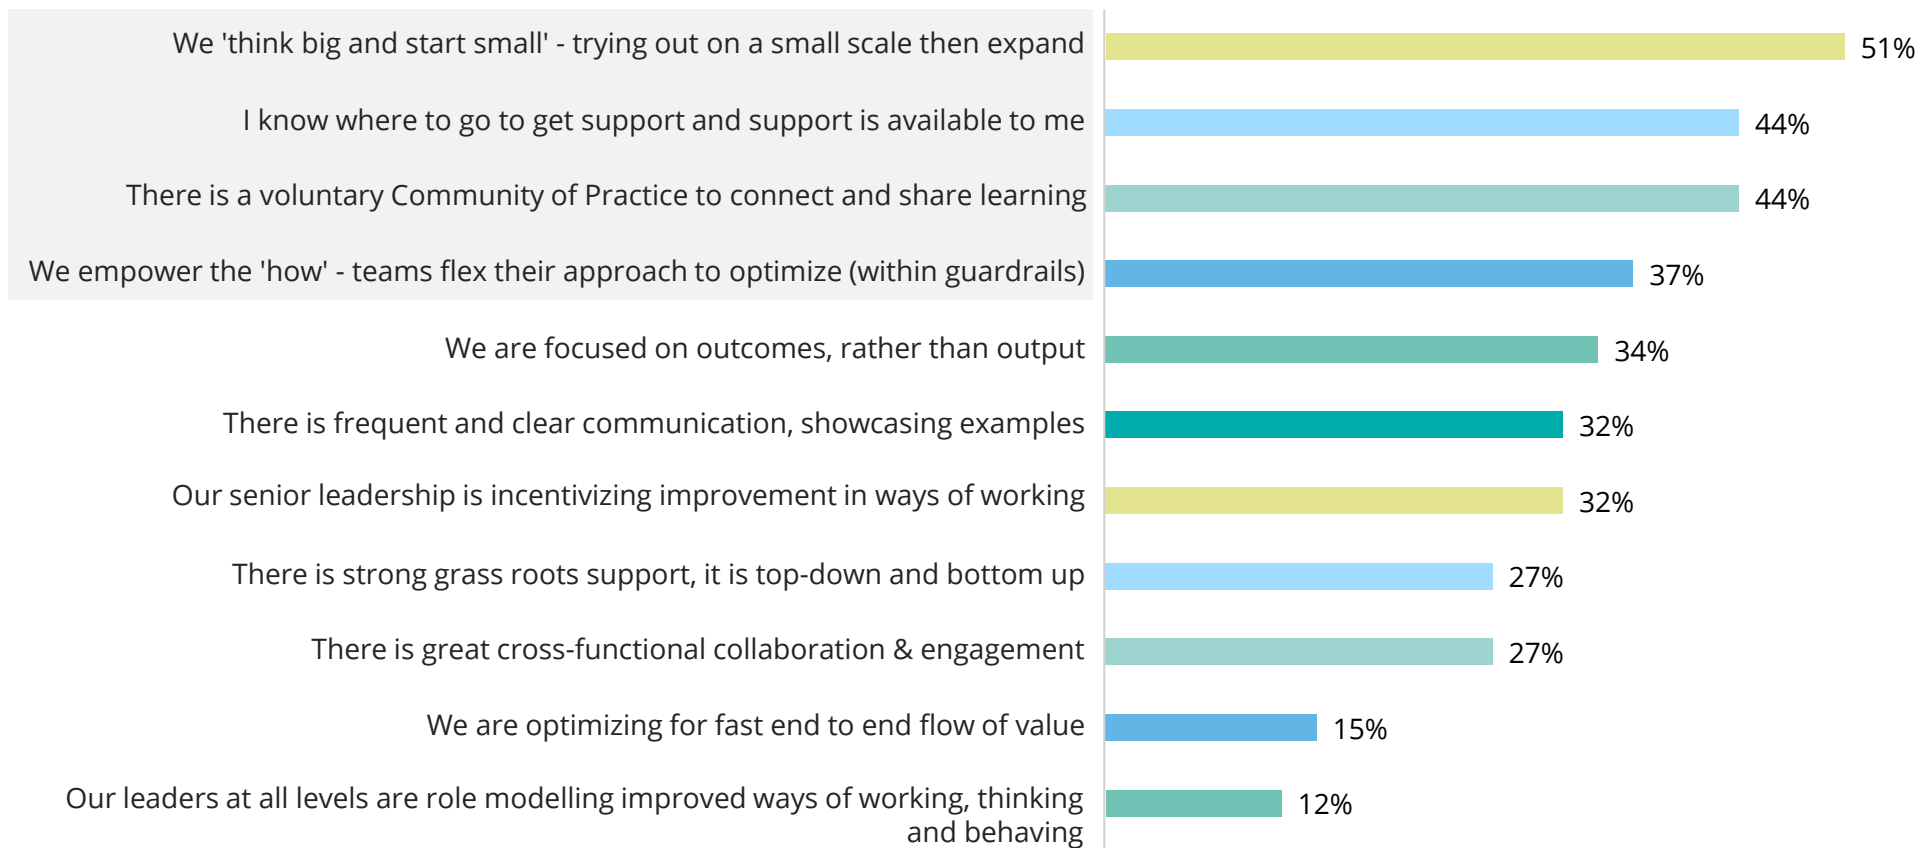 We 'think big and start small' - trying out on a small scale then expand
51%
I know where to go to get support and support is available to me
44%
There is a voluntary Community of Practice to connect and share learning
44%
We empower the 'how' - teams flex their approach to optimize (within guardrails)
37%
We are focused on outcomes, rather than output
34%
There is frequent and clear communication, showcasing examples
32%
Our senior leadership is incentivizing improvement in ways of working
32%
There is strong grass roots support, it is top-down and bottom up
27%
There is great cross-functional collaboration & engagement
27%
We are optimizing for fast end to end flow of value
15%
Our leaders at all levels are role modelling improved ways of working, thinking
and behaving
12%